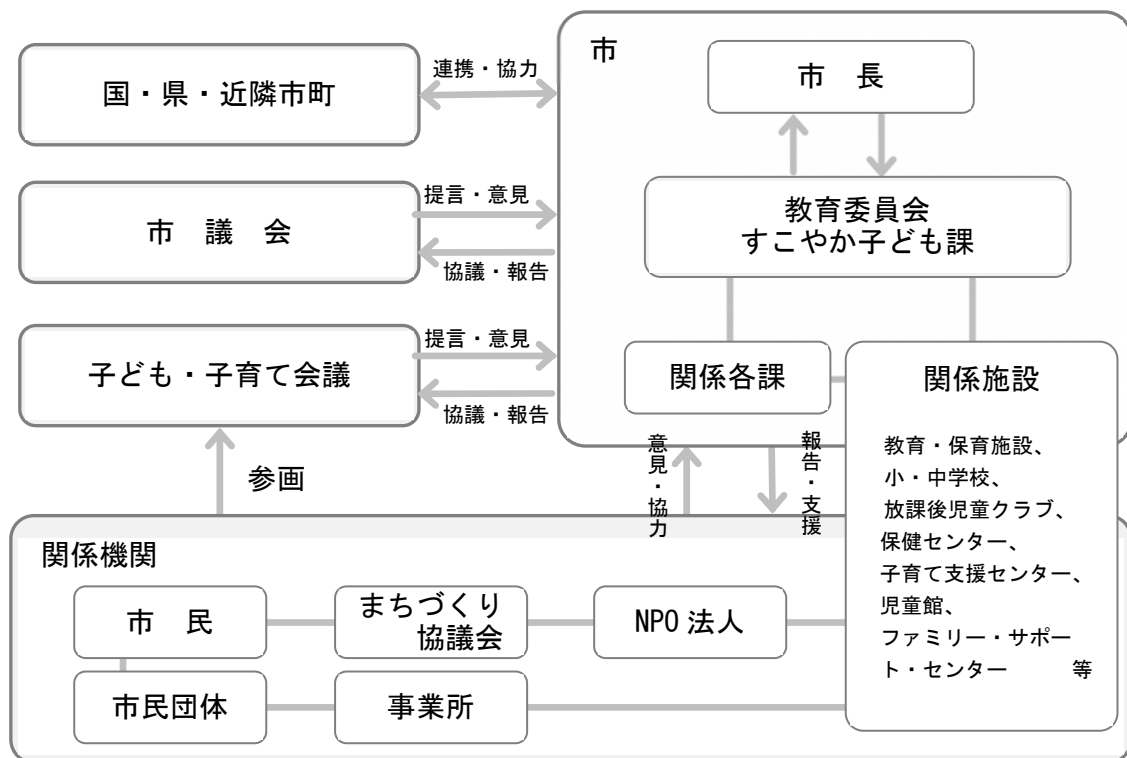 市
市　長
国・県・近隣市町
連携・協力
教育委員会
すこやか子ども課
市　議　会
提言・意見
協議・報告
子ども・子育て会議
提言・意見
協議・報告
関係各課
関係施設
教育・保育施設、
小・中学校、
放課後児童クラブ、
保健センター、
子育て支援センター、
児童館、
ファミリー・サポー
ト・センター　　等
参画
意見・協力
報告・支援
関係機関
市　民
まちづくり
協議会
NPO法人
市民団体
事業所